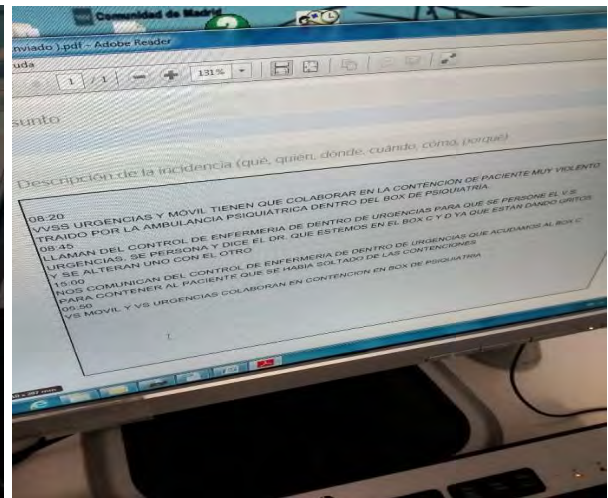 Comunidad de Madrid
nviado ).pdf - Adobe Reader
uda
1 / 1
131%
sunto
Descripción de la incidencia (qué, quién, dónde, cuándo, cómo, porqué)
08:20
VVSS URGENCIAS Y MOVIL TIENEN QUE COLABORAR EN LA CONTENCIÓN DE PACIENTE MUY VIOLENTO
TRAIDO POR LA AMBULANCIA PSIQUIÁTRICA DENTRO DEL BOX DE PSIQUIATRIA.
08:45
LLAMAN DEL CONTROL DE ENFERMERIA DE DENTRO DE URGENCIAS PARA QUE SE PERSONE EL V.S
URGENCIAS, SE PERSONA Y DICE EL DR. QUE ESTEMOS EN EL BOX C Y D YA QUE ESTAN DANDO GRITOS
Y SE ALTERAN UNO CON EL OTRO
15:00
NOS COMUNICAN DEL CONTROL DE ENFERMERIA DE DENTRO DE URGENCIAS QUE ACUDAMOS AL BOX C
PARA CONTENER AL PACIENTE QUE SE HABIA SOLTADO DE LAS CONTENCIONES
05:50
VS MOVIL Y VS URGENCIAS COLABORAN EN CONTENCION EN BOX DE PSIQUIATRIA